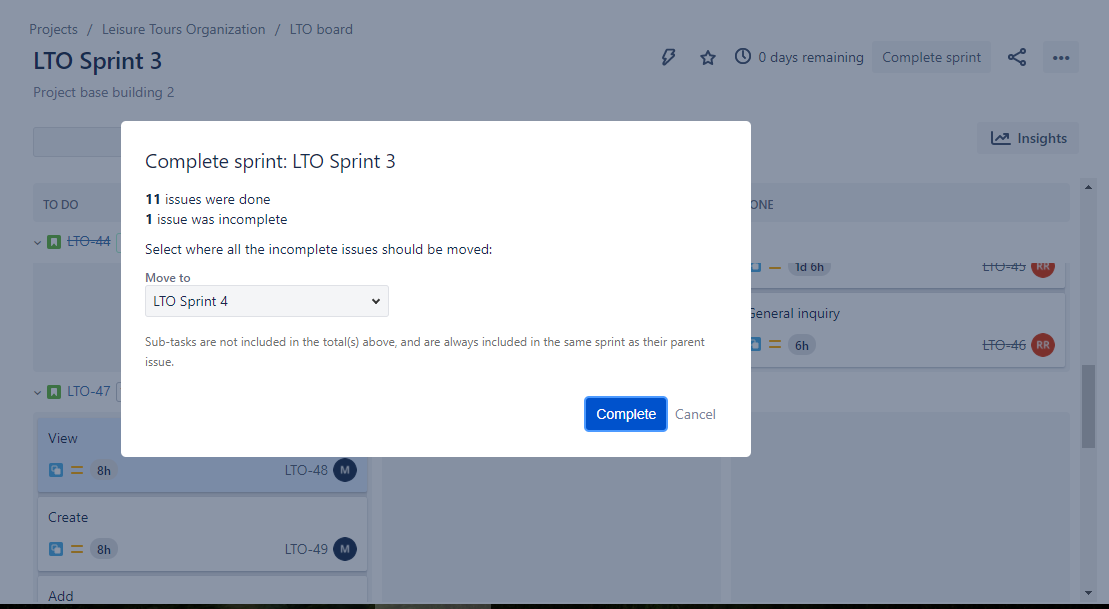 Projects / Leisure Tours Organization / LTO board
LTO Sprint 3
0 days remaining
Complete sprint
Project base building 2
Insights
Complete sprint: LTO Sprint 3
11 issues were done
1 issue was incomplete
Select where all the incomplete issues should be moved:
Move to
LTO Sprint 4
Sub-tasks are not included in the total(s) above, and are always included in the same sprint as their parent
issue.
Complete
Cancel
TO DO
ONE
LTO-44
1d 6h
LTO-45
RR
General inquiry
6h
LTO-46
RR
LTO-47
View
8h
LTO-48
M
Create
8h
LTO-49
M
Add